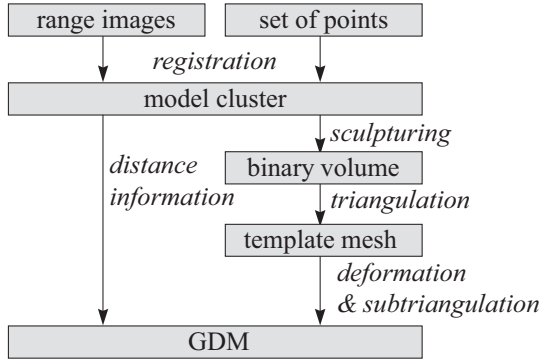 range images
set of points
registration
model cluster
sculpturing
distance
information
binary volume
triangulation
template mesh
deformation
& subtriangulation
GDM